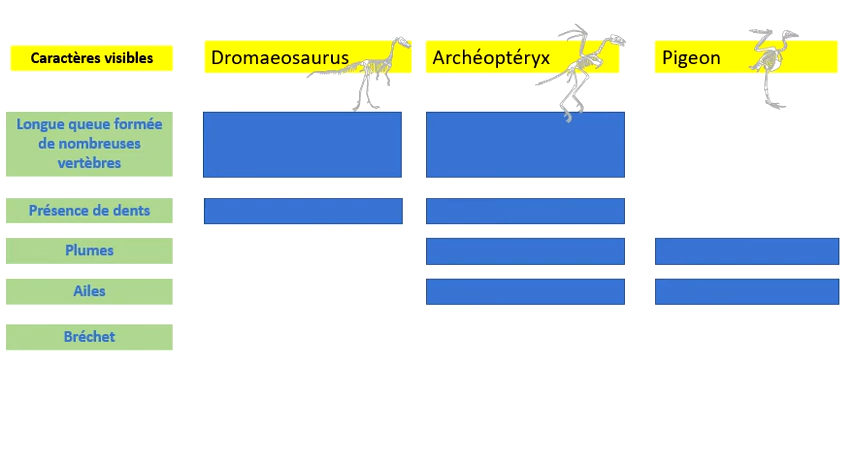 Caractères visibles
Dromaeosaurus
Archéoptéryx
Pigeon
Longue queue formée
de nombreuses
vertèbres
Présence de dents
Plumes
Ailes
Bréchet